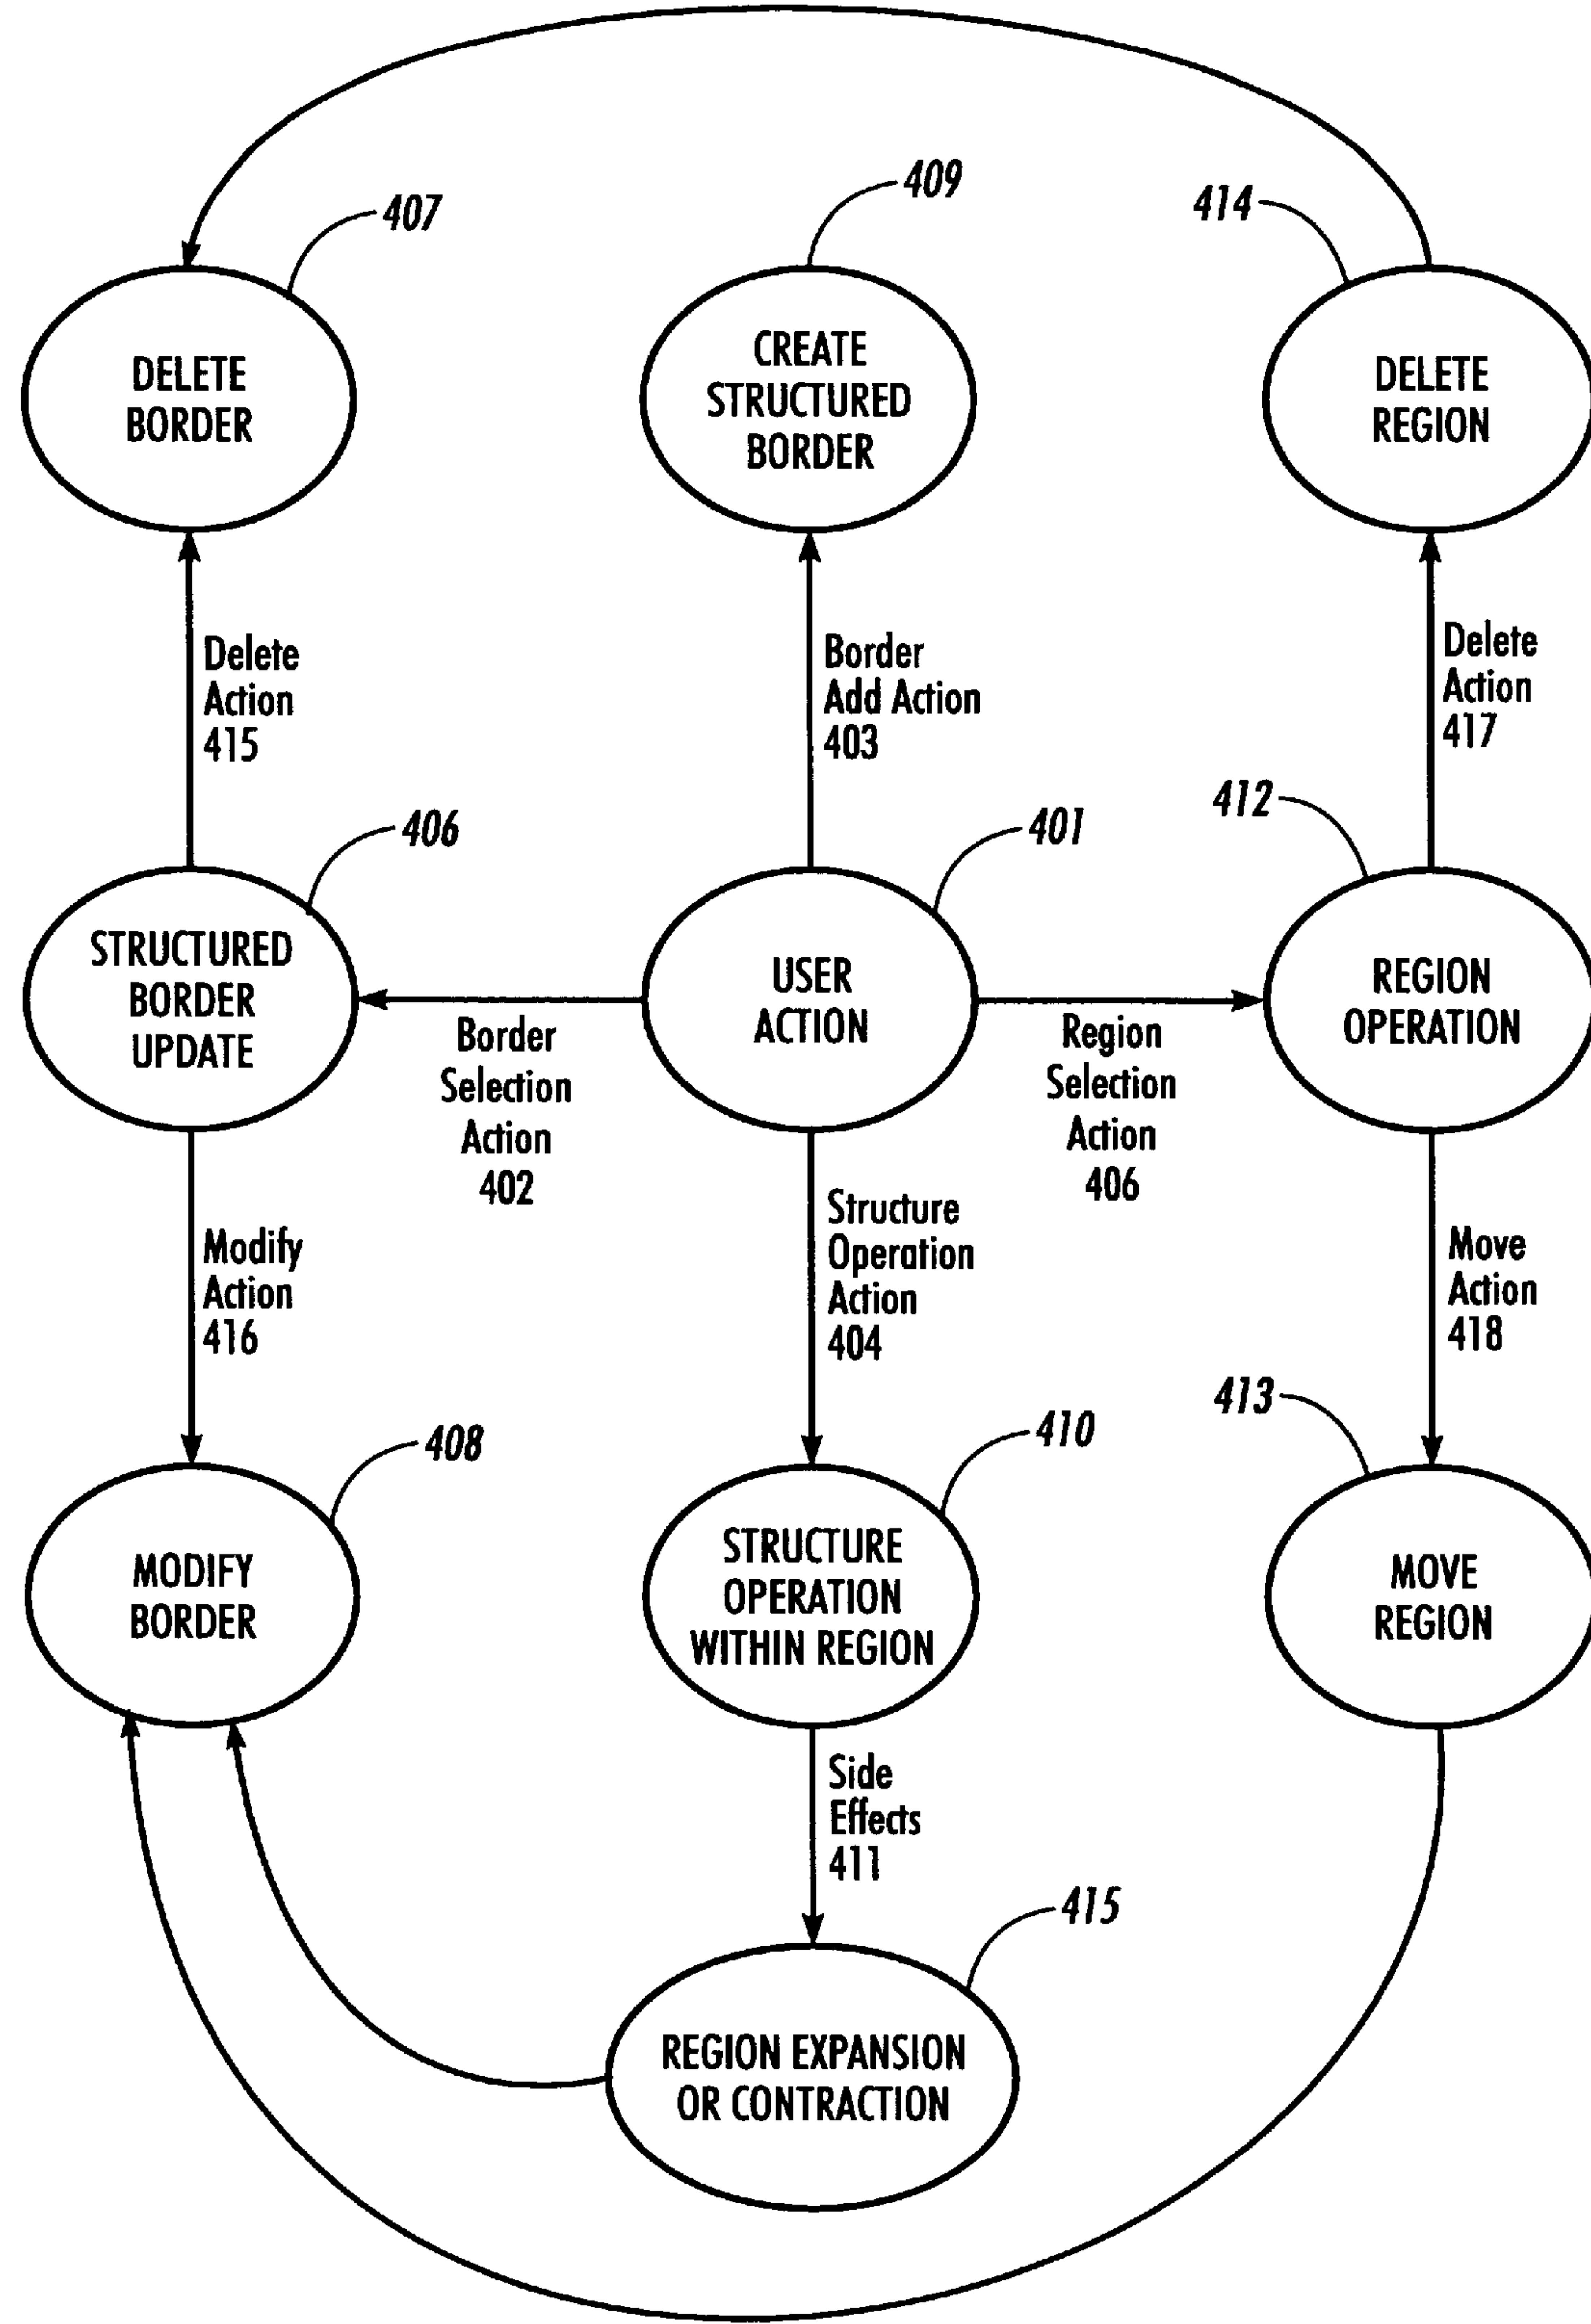 407
409
414
DELETE
BORDER
CREATE
STRUCTURED
BORDER
DELETE
REGION
Delete
Action
415
Border
Add Action
403
Delete
Action
417
406
401
412
STRUCTURED
BORDER
UPDATE
USER
ACTION
REGION
OPERATION
Border
Selection
Action
402
Region
Selection
Action
406
Modify
Action
416
Structure
Operation
Action
404
Move
Action
418
408
410
413
MODIFY
BORDER
STRUCTURE
OPERATION
WITHIN REGION
MOVE
REGION
Side
Effects
411
415
REGION EXPANSION
OR CONTRACTION